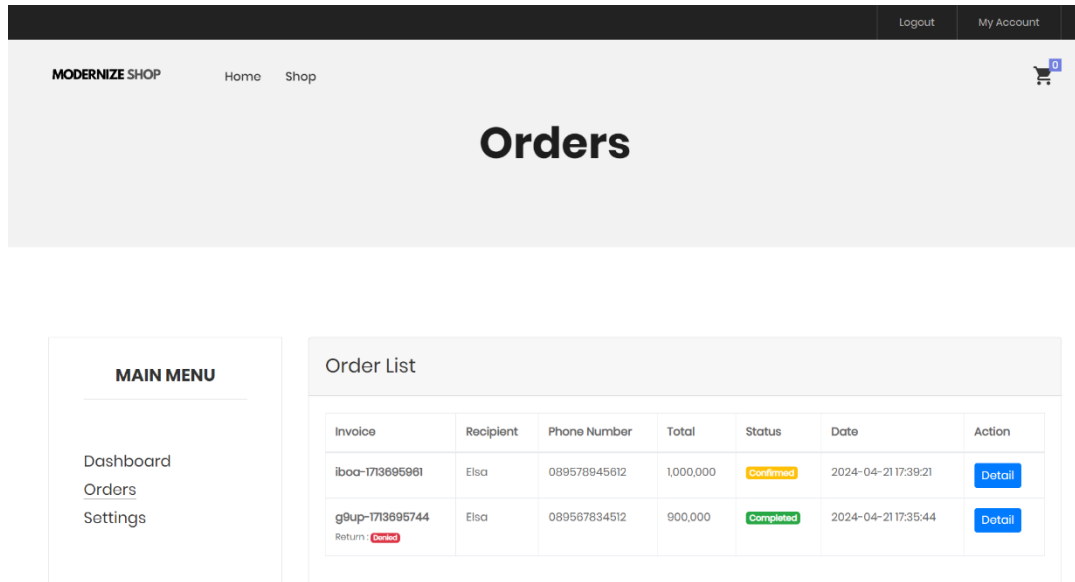 Logout My Account
MODERNIZE SHOP Home Shop 0
Orders
MAIN MENU
Dashboard
Orders
Settings
Order List
Invoice Recipient Phone Number Total Status Date Action
iboa-1713695961 Elsa 089578945612 1,000,000 Confirmed 2024-04-21 17:39:21 Detail
g9up-1713695744 Elsa 089567834512 900,000 Completed 2024-04-21 17:35:44 Detail
Return : Denied